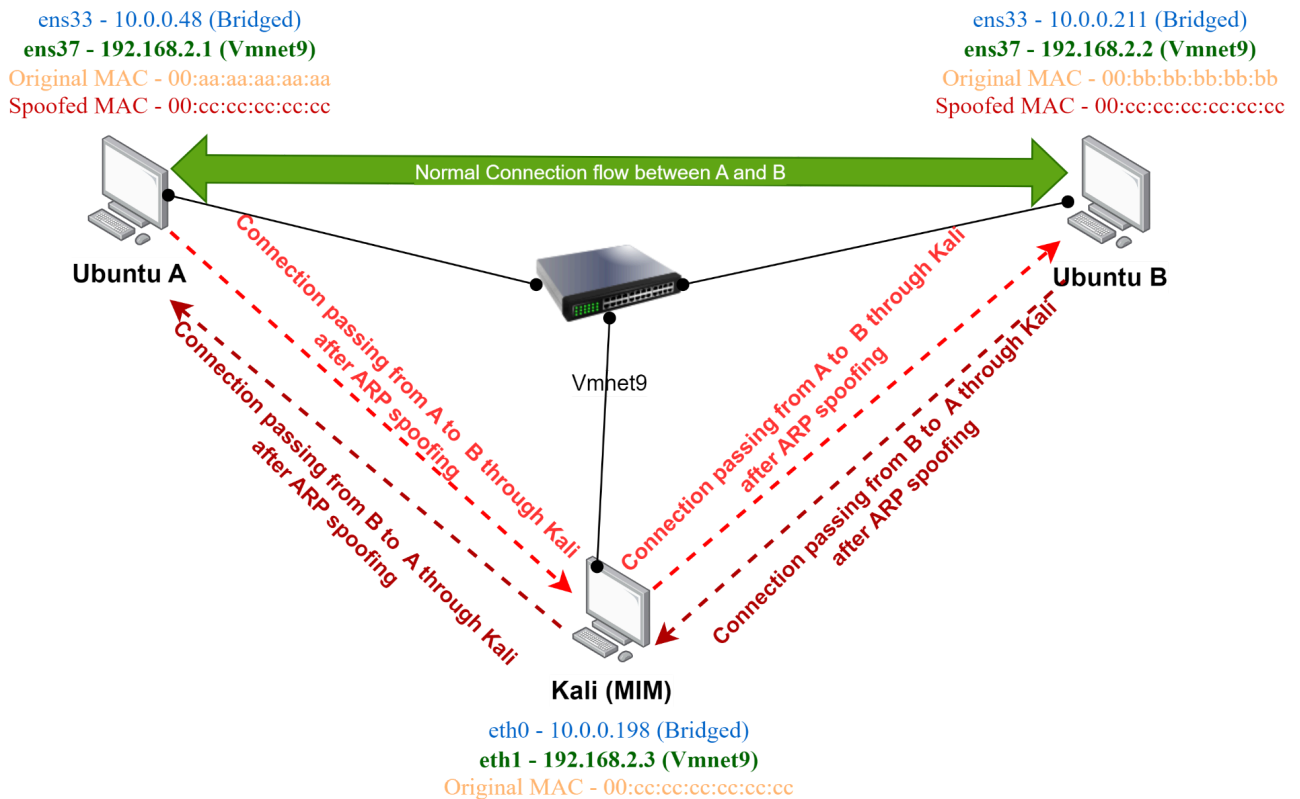 ens33 - 10.0.0.48 (Bridged)
ens37 - 192.168.2.1 (Vmnet9)
Original MAC - 00:aa:aa:aa:aa:aa
Spoofed MAC - 00:cc:cc:cc:cc:cc
ens33 - 10.0.0.211 (Bridged)
ens37 - 192.168.2.2 (Vmnet9)
Original MAC - 00:bb:bb:bb:bb:bb
Spoofed MAC - 00:cc:cc:cc:cc:cc:cc
Normal Connection flow between A and B
Ubuntu A
Ubuntu B
Connection passing from A to B through Kali
after ARP spoofing
Connection passing from B to A through Kali
after ARP spoofing
Vmnet9
Connection passing from A to B through Kali
after ARP spoofing
Connection passing from B to A through Kali
after ARP spoofing
Kali (MIM)
eth0 - 10.0.0.198 (Bridged)
eth1 - 192.168.2.3 (Vmnet9)
Original MAC - 00:cc:cc:cc:cc:cc:cc